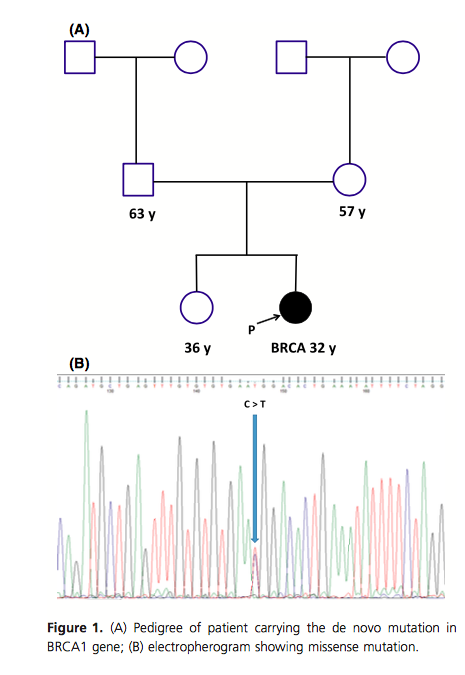 (A)
63 y
57 y
P
36 y
BRCA 32 y
(B)
C > T
Figure 1. (A) Pedigree of patient carrying the de novo mutation in
BRCA1 gene; (B) electropherogram showing missense mutation.